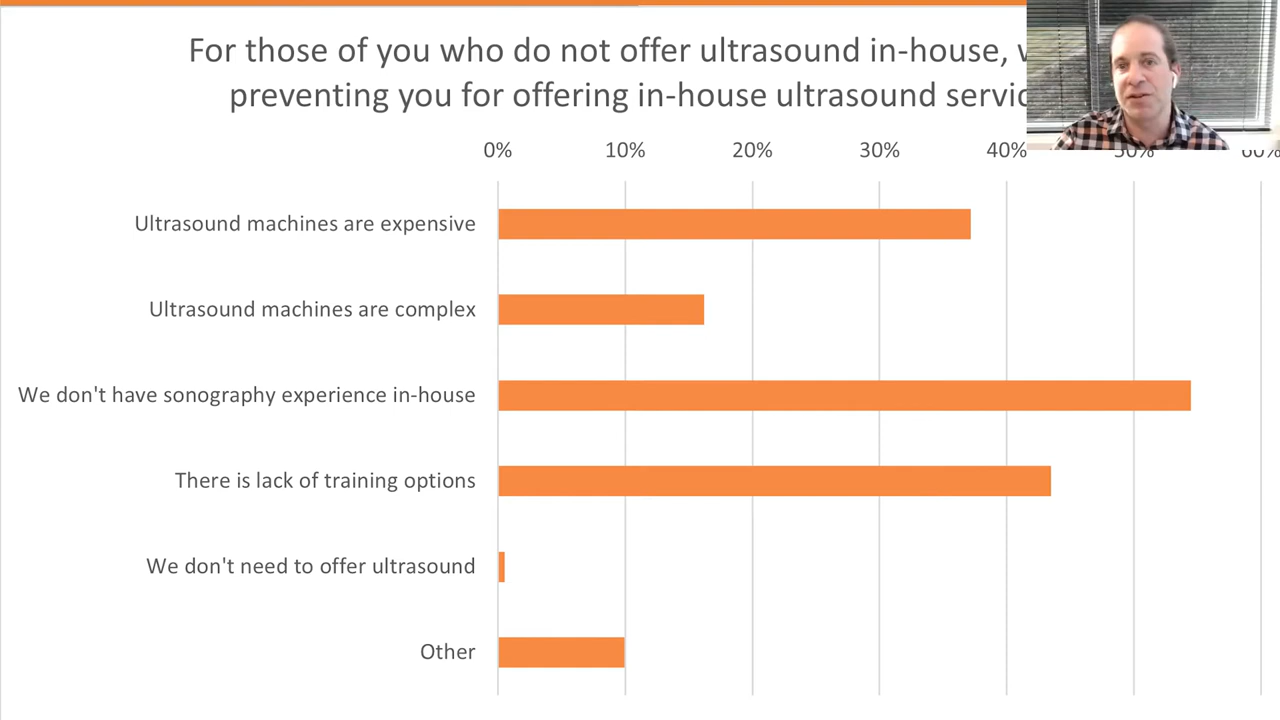 For those of you who do not offer ultrasound in-house,
preventing you for offering in-house ultrasound
0% 10% 20% 30% 40% 50% 60%
Ultrasound machines are expensive
Ultrasound machines are complex
We don't have sonography experience in-house
There is lack of training options
We don't need to offer ultrasound
Other